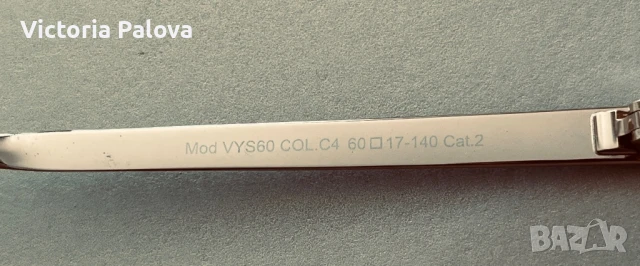 Victoria Palova
Mod VYS60 COL.C4 60□17-140 Cat.2
BAZAR